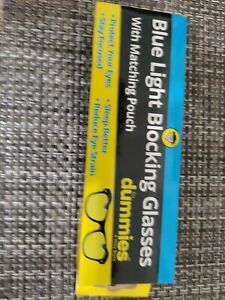 Blue Light Blocking Glasses
With Matching Pouch
• Protect Your Eyes
• Stay Focused
• Sleep Better
• Reduce Eye Strain
dummies